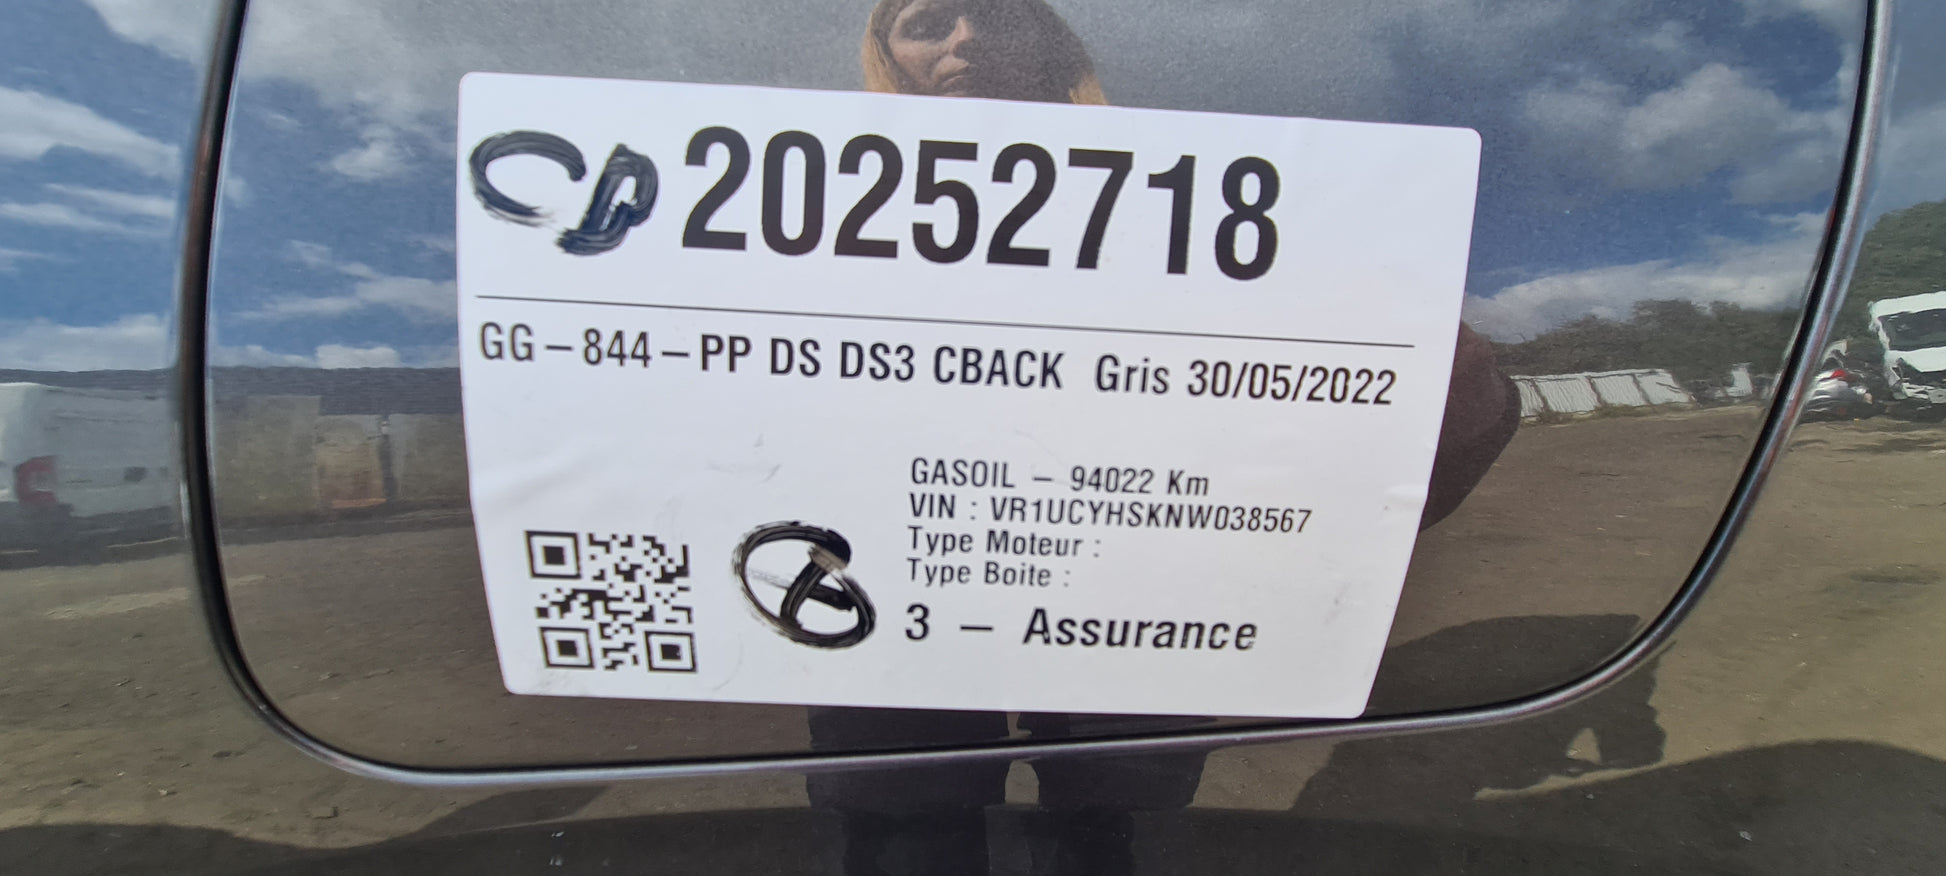 CB 20252718
GG-844-PP DS DS3 CBACK Gris 30/05/2022
GASOIL - 94022 Km
VIN : VR1UCYHSKNW038567
Type Moteur :
Type Boite :
3 - Assurance